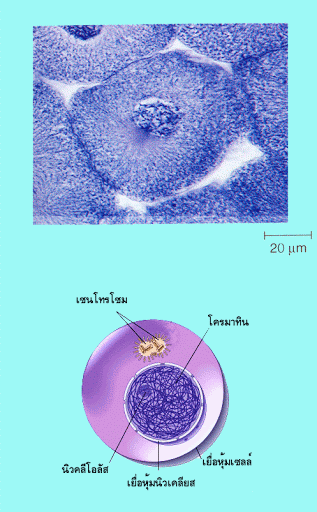 20 μm
เซนโทรโซม
โครมาทิน
นิวคลีโอลัส
เยื่อหุ้มเซลล์
เยื่อหุ้มนิวเคลียส